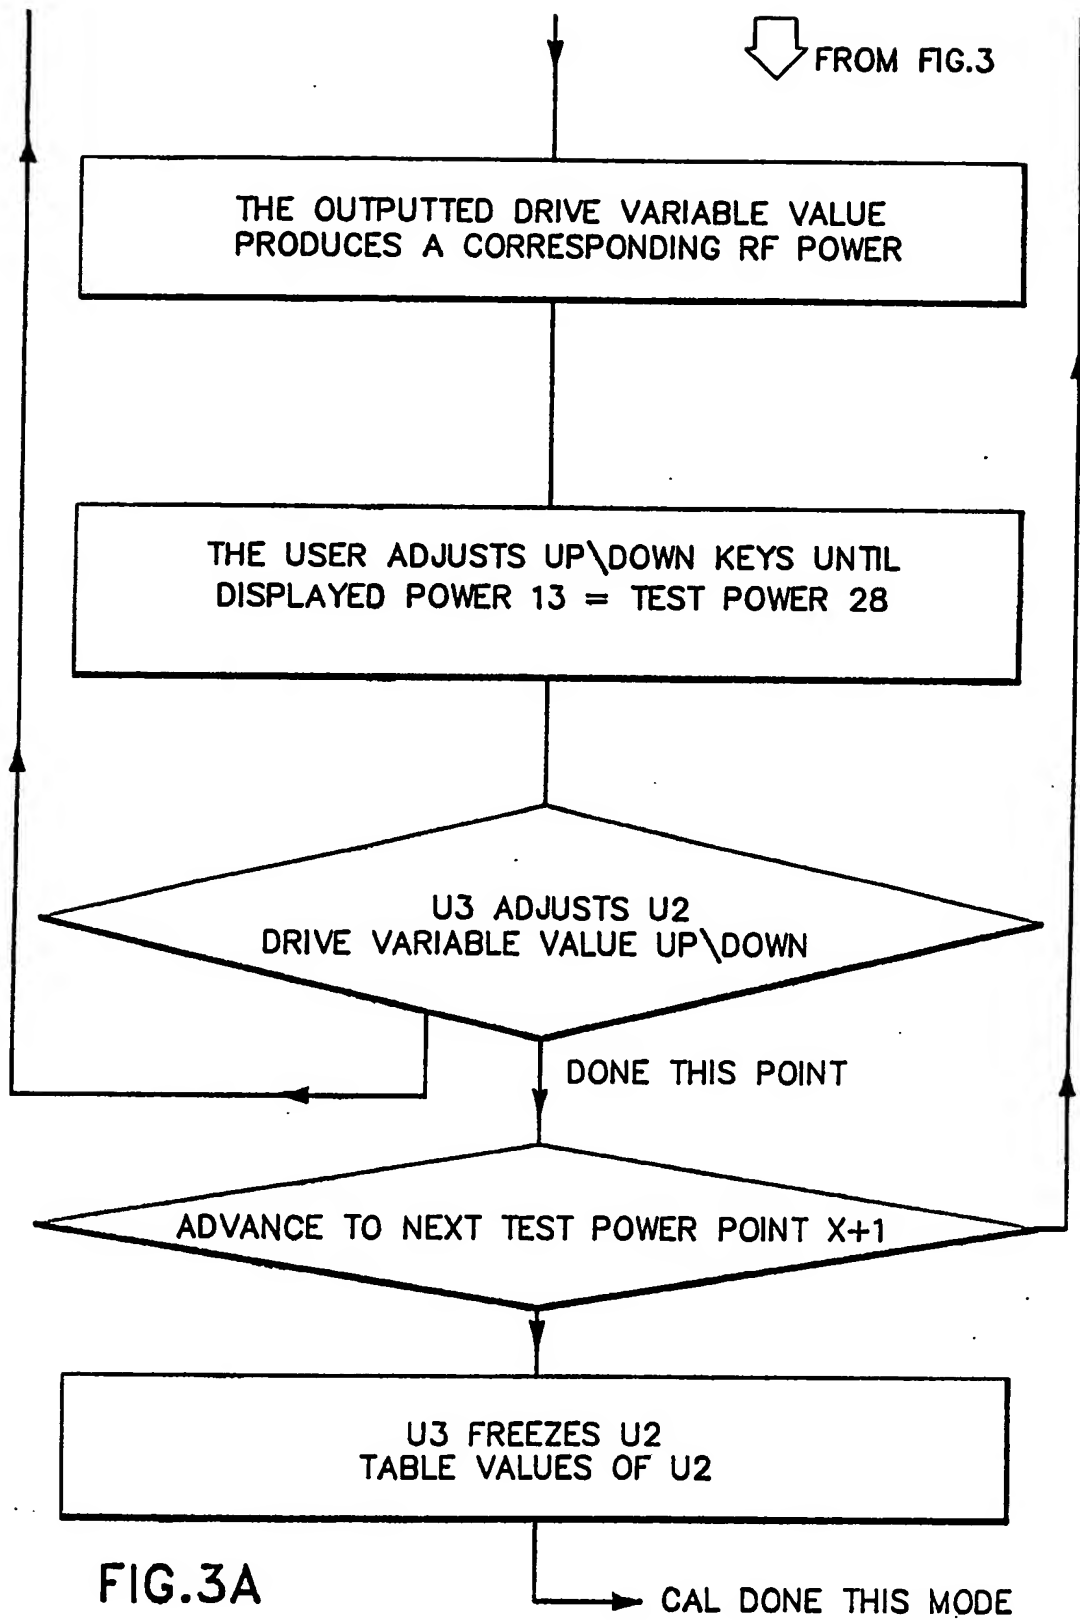 FROM FIG.3
THE OUTPUTTED DRIVE VARIABLE VALUE
PRODUCES A CORRESPONDING RF POWER
THE USER ADJUSTS UP\DOWN KEYS UNTIL
DISPLAYED POWER 13 = TEST POWER 28
U3 ADJUSTS U2
DRIVE VARIABLE VALUE UP\DOWN
DONE THIS POINT
ADVANCE TO NEXT TEST POWER POINT X+1
U3 FREEZES U2
TABLE VALUES OF U2
FIG.3A
CAL DONE THIS MODE